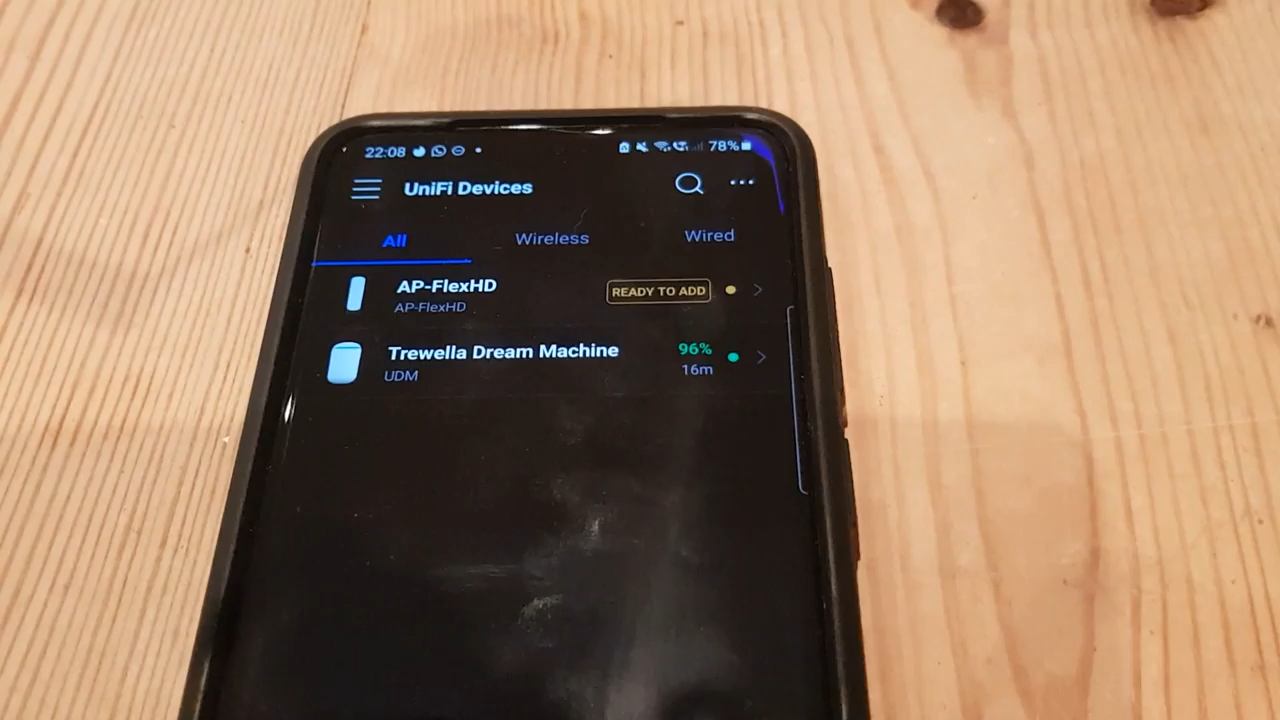 22:08 78%
UniFi Devices
All Wireless Wired
AP-FlexHD
AP-FlexHD
READY TO ADD
Trewella Dream Machine 96%
UDM 16m